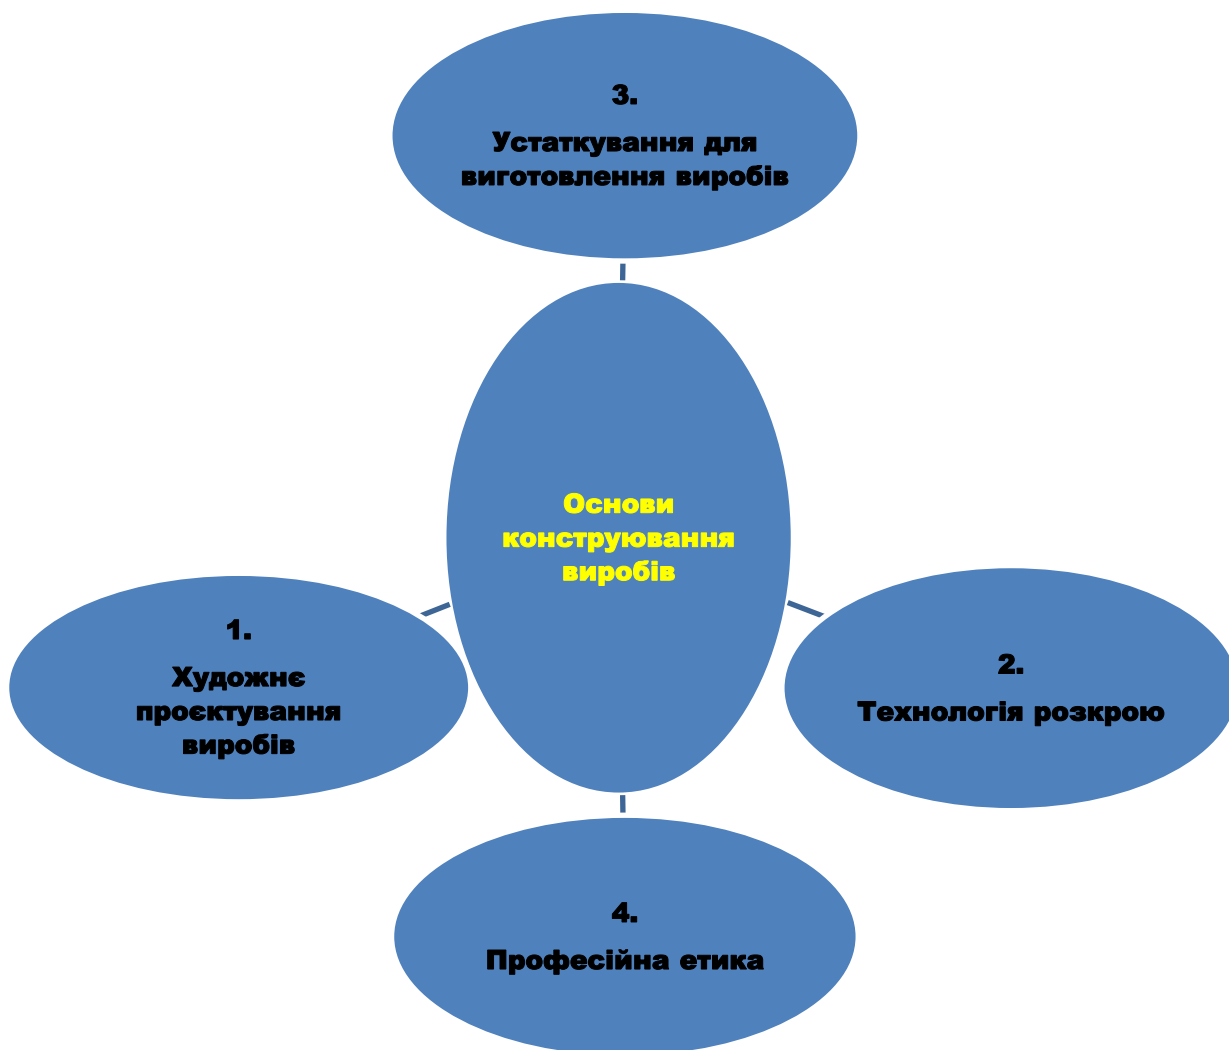 3.
Устаткування для
виготовлення виробів
Основи
конструювання
виробів
1.
Художнє
проєктування
виробів
2.
Технологія розкрою
4.
Професійна етика